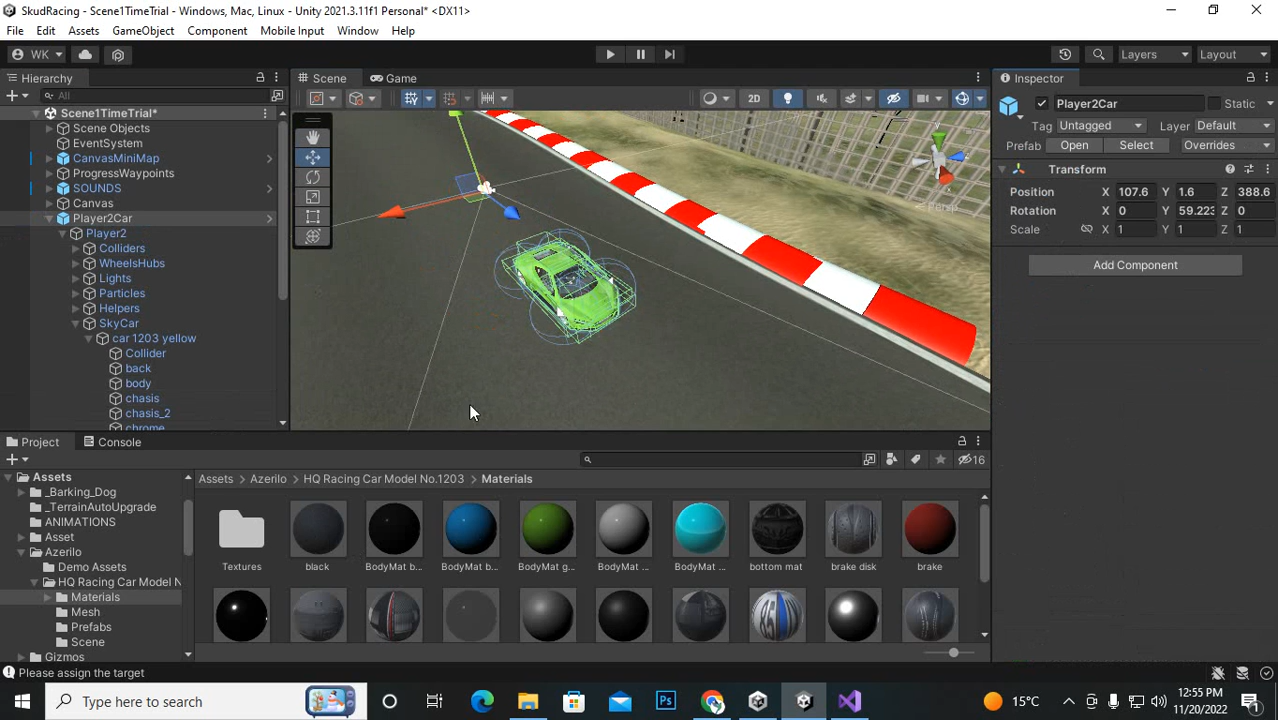 SkudRacing - Scene1TimeTrial - Windows, Mac, Linux - Unity 2021.3.11f1 Personal* <DX11>
File Edit Assets GameObject Component Mobile Input Window Help
WK Layers Layout
Hierarchy Scene Game Inspector
All 2D Player2Car Static
Scene1TimeTrial* Tag Untagged Layer Default
Scene Objects Prefab Open Select Overrides
EventSystem
CanvasMiniMap Transform
ProgressWaypoints Position X 107.6 Y 1.6 Z 388.6
SOUNDS Rotation X 0 Y 59.223 Z 0
Canvas Scale X 1 Y 1 Z 1
Player2Car y x Persp
Player2
Colliders Add Component
WheelsHubs
Lights
Particles
Helpers
SkyCar
car 1203 yellow
Collider
back
body
chasis
chasis_2
chrome
Project Console
16
Assets Assets Azerilo HQ Racing Car Model No.1203 Materials
_Barking_Dog
_TerrainAutoUpgrade
ANIMATIONS
Asset
Azerilo
Demo Assets Textures black BodyMat b... BodyMat b... BodyMat g... BodyMat ... BodyMat ... bottom mat brake disk brake
HQ Racing Car Model N
Materials
Mesh
Prefabs
Scene
Gizmos
Please assign the target
Type here to search Ps 15°C 12:55 PM
11/20/2022 1